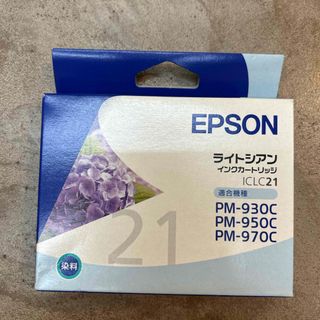 EPSON
ライトシアン
インクカートリッジ
ICLC21
適合機種
PM-930C
PM-950C
PM-970C
21
染料